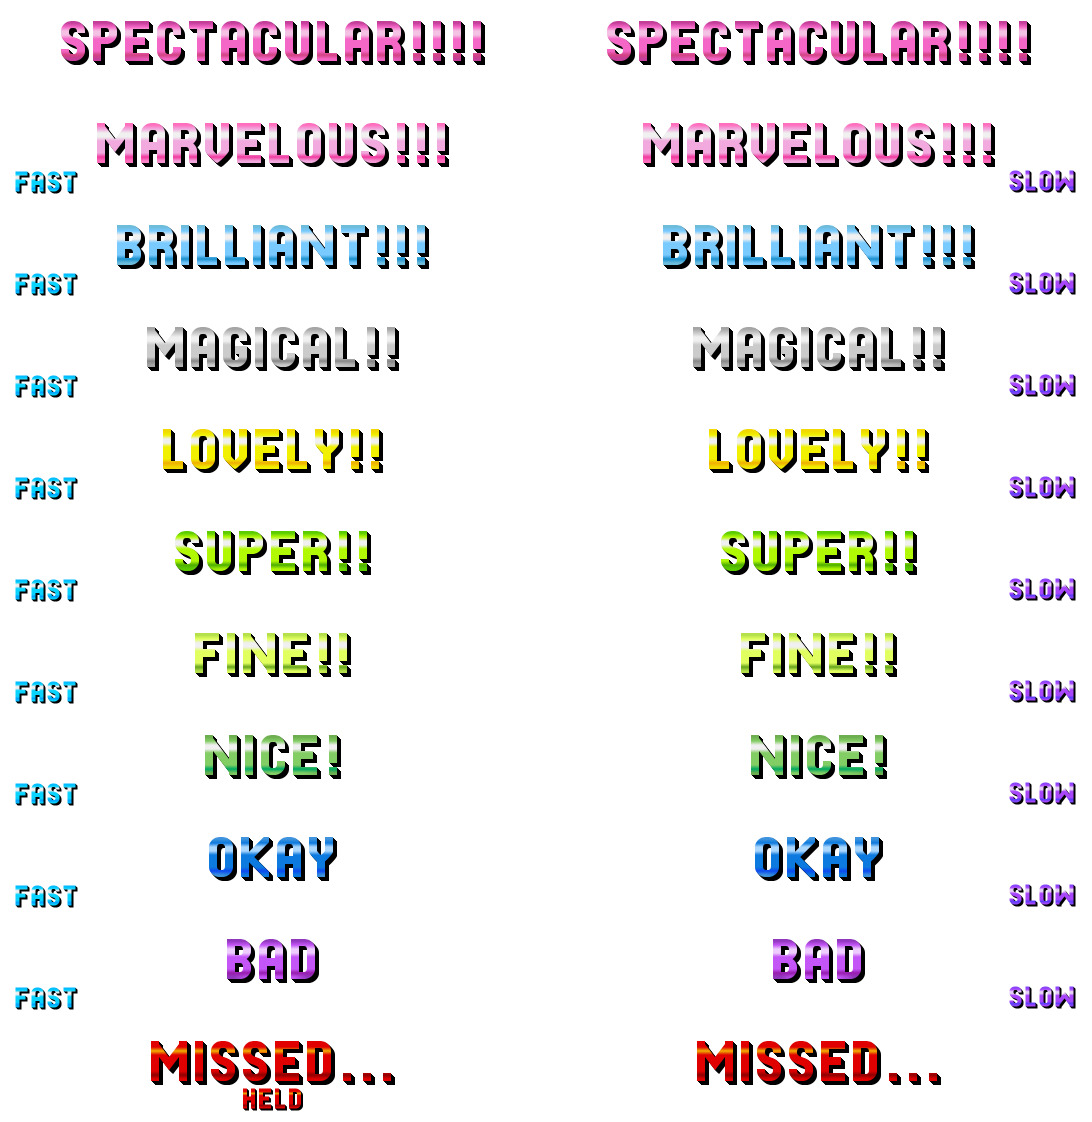 SPECTACULAR!!!! SPECTACULAR!!!!
MARVELOUS!!! MARVELOUS!!!
FAST SLOW
BRILLIANT!!! BRILLIANT!!!
FAST SLOW
MAGICAL!! MAGICAL!!
FAST SLOW
LOVELY!! LOVELY!!
FAST SLOW
SUPER!! SUPER!!
FAST SLOW
FINE!! FINE!!
FAST SLOW
NICE! NICE!
FAST SLOW
OKAY OKAY
FAST SLOW
BAD BAD
FAST SLOW
MISSED... MISSED...
HELD